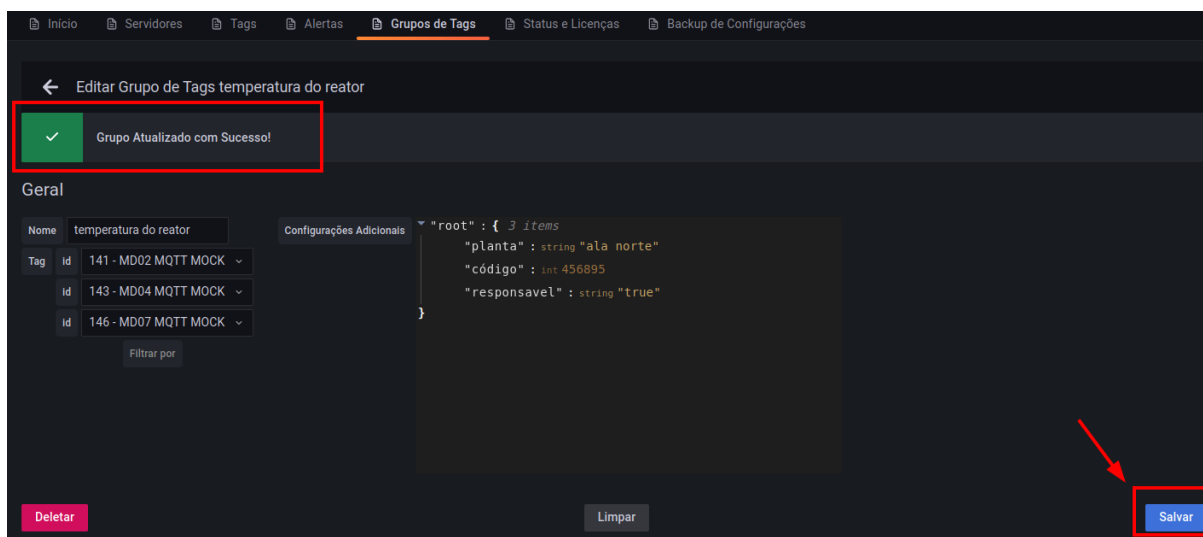 Início Servidores Tags Alertas Grupos de Tags Status e Licenças Backup de Configurações
Editar Grupo de Tags temperatura do reator
Grupo Atualizado com Sucesso!
Geral
Nome temperatura do reator Configurações Adicionais "root" : { 3 items
"planta" : string "ala norte"
Tag id 141 - MD02 MQTT MOCK
"código" : int 456895
id 143 - MD04 MQTT MOCK "responsavel" : string "true"
}
id 146 - MD07 MQTT MOCK
Filtrar por
Deletar Limpar Salvar